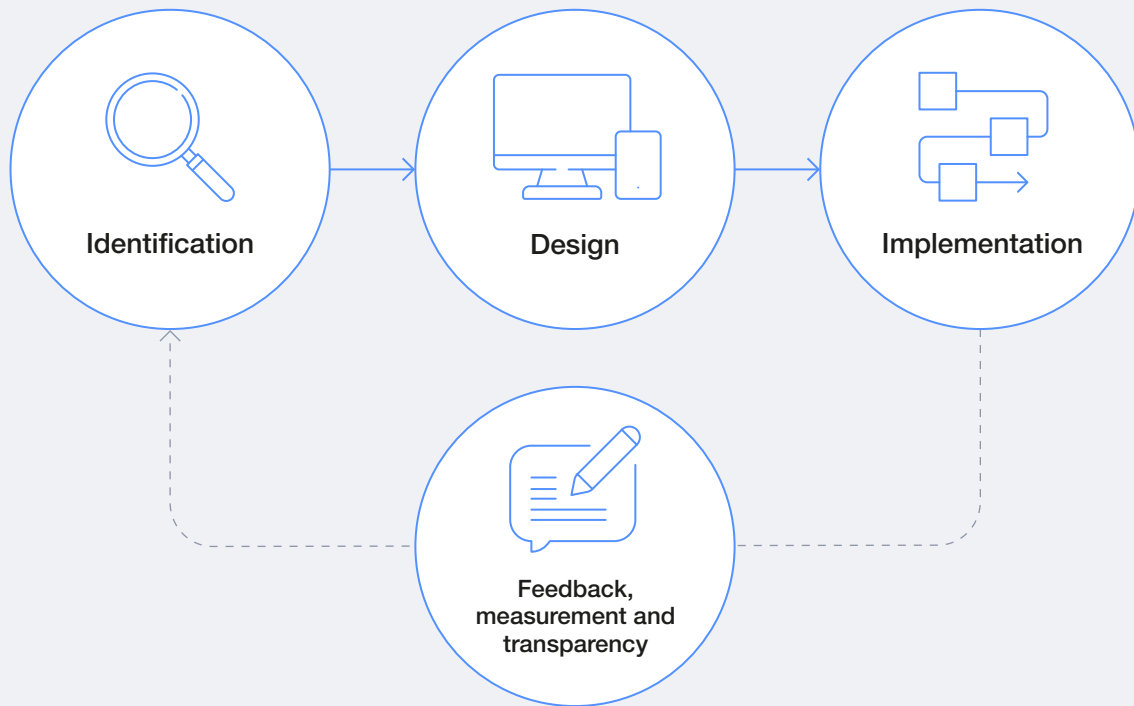 Identification
Design
Implementation
Feedback,
measurement and
transparency